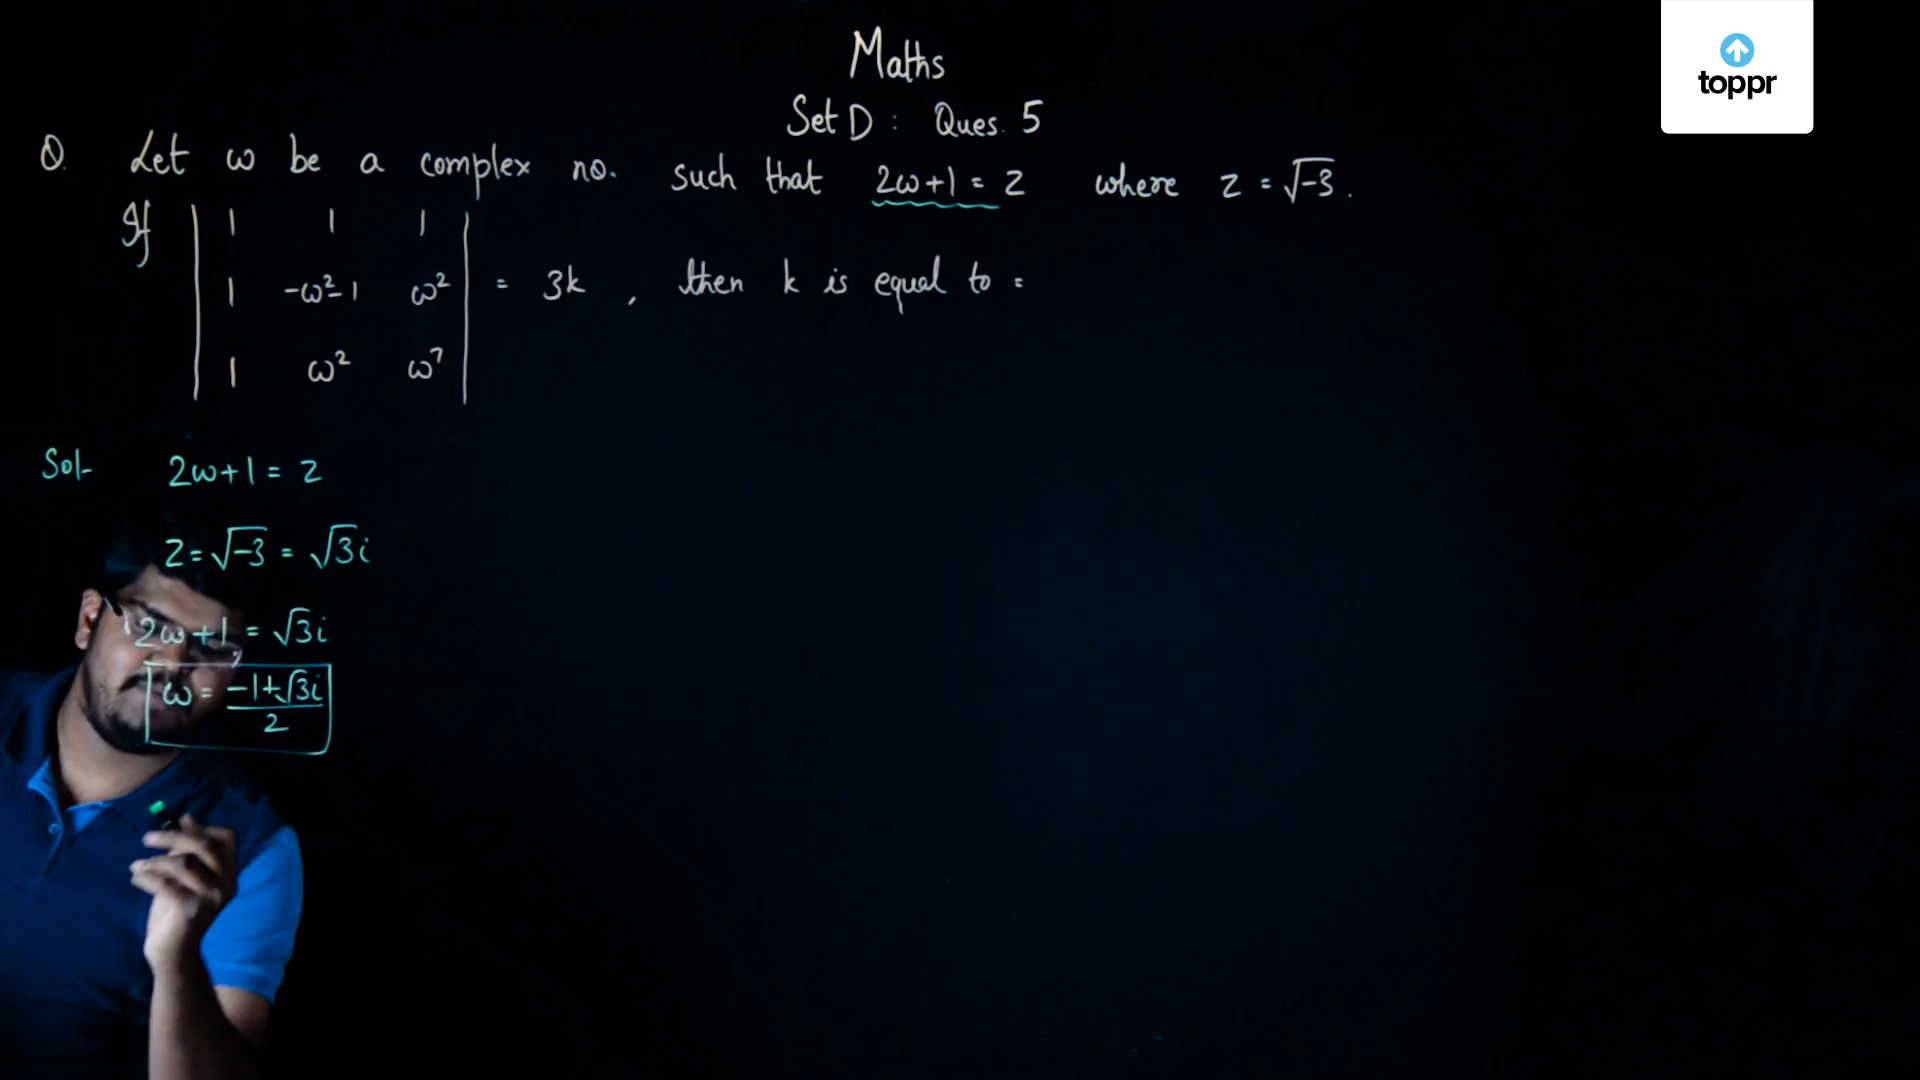 Maths
toppr
Set D : Ques. 5
Q. Let ω be a complex no. such that 2ω+1 = z where z = √-3.
If | 1 1 1 |
| 1 -ω²-1 ω² | = 3k, then k is equal to =
| 1 ω² ω⁷ |
Sol- 2ω+1 = z
z = √-3 = √3i
2ω+1 = √3i
ω = -1+√3i
2